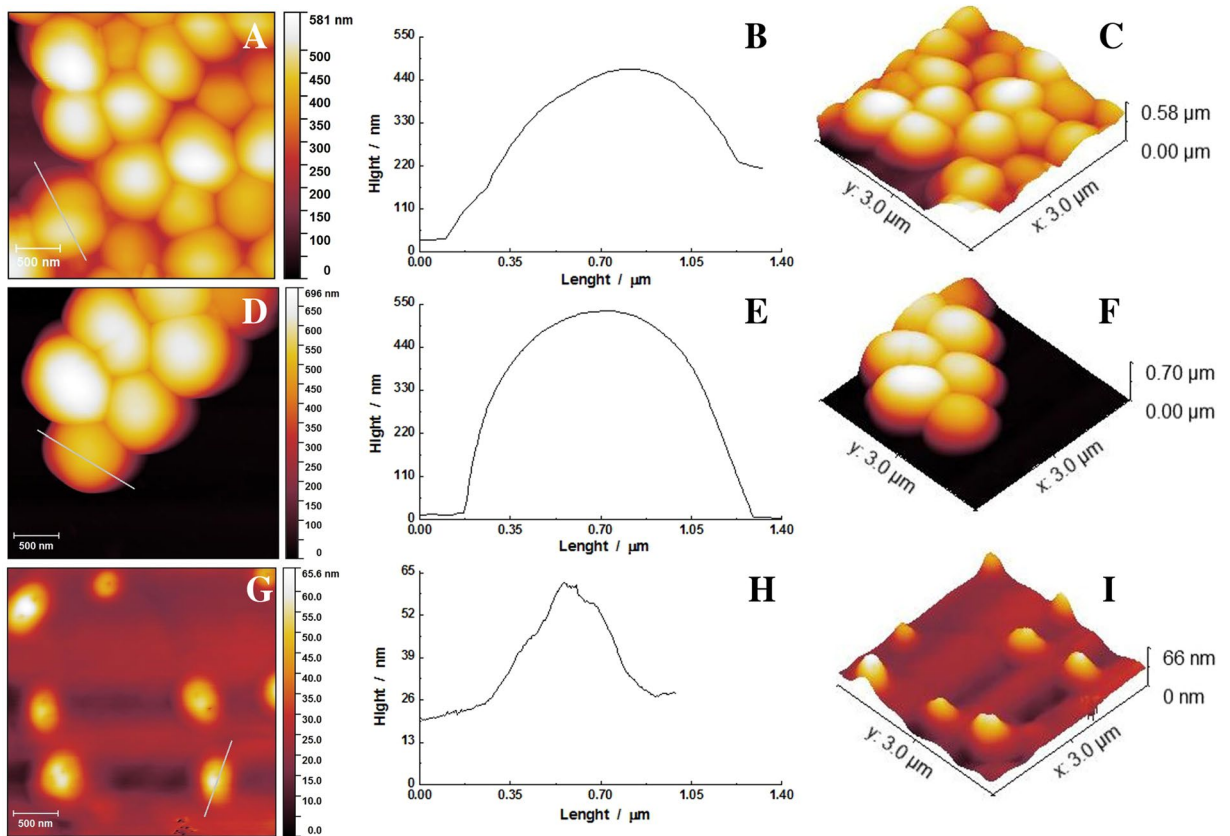 A
581 nm
500
450
400
350
300
250
200
150
100
0
500 nm
B
550
440
330
220
110
0
Hlght / nm
0.00
0.35
0.70
1.05
1.40
Lenght / μm
C
0.58 μm
0.00 μm
y: 3.0 μm
x: 3.0 μm
D
696 nm
650
600
550
500
450
400
350
300
250
200
150
100
0
500 nm
E
550
440
330
220
110
0
Hlght / nm
0.00
0.35
0.70
1.05
1.40
Lenght / μm
F
0.70 μm
0.00 μm
y: 3.0 μm
x: 3.0 μm
G
65.6 nm
60.0
55.0
50.0
45.0
40.0
35.0
30.0
25.0
20.0
15.0
10.0
0.0
500 nm
H
65
52
39
26
13
0
Hlght / nm
0.00
0.35
0.70
1.05
1.40
Lenght / μm
I
66 nm
0 nm
y: 3.0 μm
x: 3.0 μm